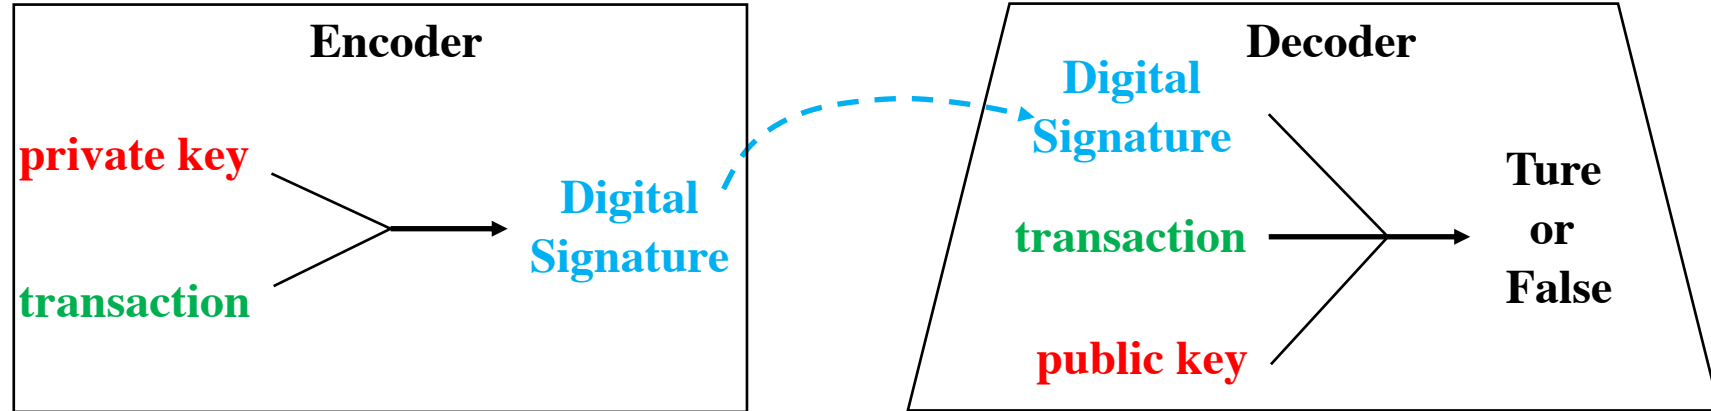 Encoder
private key
transaction
Digital
Signature
Decoder
Digital
Signature
transaction
public key
Ture
or
False